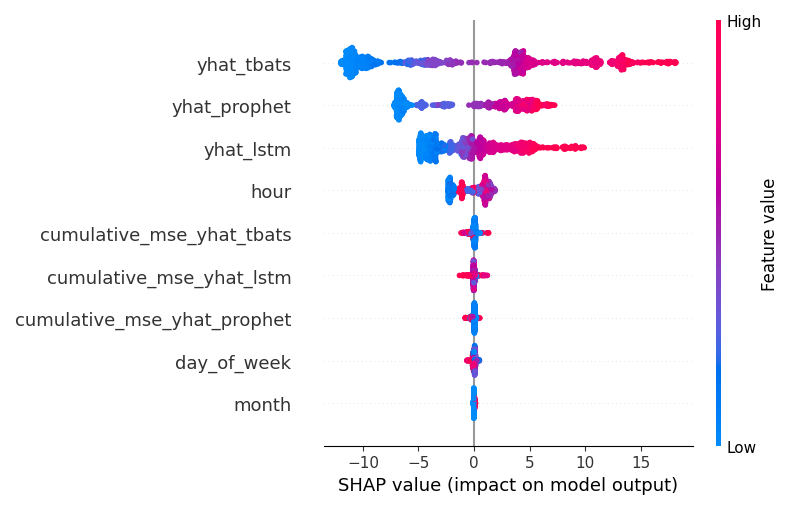 High
yhat_tbats
yhat_prophet
yhat_lstm
hour
cumulative_mse_yhat_tbats
cumulative_mse_yhat_lstm
cumulative_mse_yhat_prophet
day_of_week
month
Feature value
Low
−10 −5 0 5 10 15
SHAP value (impact on model output)